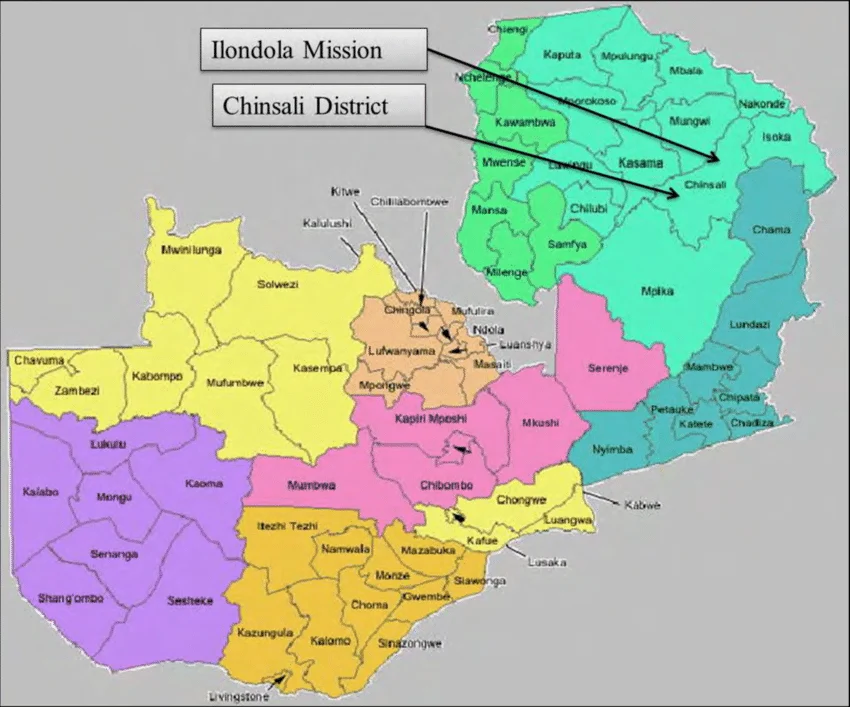 Ilondola Mission
Chinsali District
Chiengi
Kaputa
Mpulungu
Mbala
Nchelenge
Mporokoso
Nakonde
Kawambwa
Mungwi
Isoka
Mwense
Luwingu
Kasama
Chinsali
Mansa
Chilubi
Chama
Samfya
Milenge
Mpika
Kitwe
Chililabombwe
Kalulushi
Mwinilunga
Solwezi
Chingola
Mufulira
Ndola
Luanshya
Lufwanyama
Masaiti
Mpongwe
Lundazi
Serenje
Mambwe
Chipata
Petauke
Katete
Chadiza
Nyimba
Chavuma
Zambezi
Kabompo
Mufumbwe
Kasempa
Kapiri Mposhi
Mkushi
Lukulu
Kalabo
Mongu
Kaoma
Mumbwa
Chibombo
Chongwe
Kabwe
Luangwa
Itezhi Tezhi
Kafue
Lusaka
Namwala
Mazabuka
Senanga
Monze
Siavonga
Shang'ombo
Sesheke
Choma
Gwembe
Kazungula
Kalomo
Sinazongwe
Livingstone